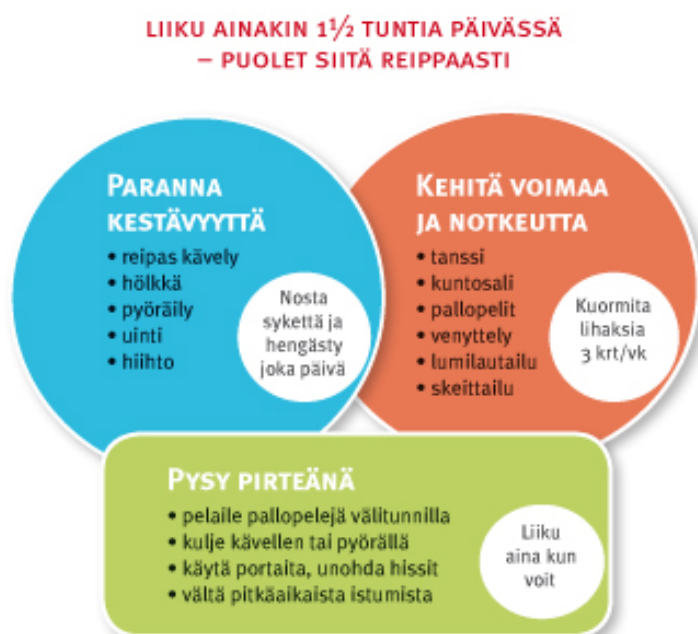 LIIKU AINAKIN 1½ TUNTIA PÄIVÄSSÄ
– PUOLET SIITÄ REIPPAASTI
PARANNA
KESTÄVYYTTÄ
• reipas kävely
• hölkkä
• pyöräily
• uinti
• hiihto
Nosta
sykettä ja
hengästy
joka päivä
KEHITÄ VOIMAA
JA NOTKEUTTA
• tanssi
• kuntosali
• pallopelit
• venyttely
• lumilautailu
• skeittailu
Kuormita
lihaksia
3 krt/vk
PYSY PIRTEÄNÄ
• pelaile pallopelejä välitunnilla
• kulje kävellen tai pyörällä
• käytä portaita, unohda hissit
• vältä pitkäaikaista istumista
Liiku
aina kun
voit